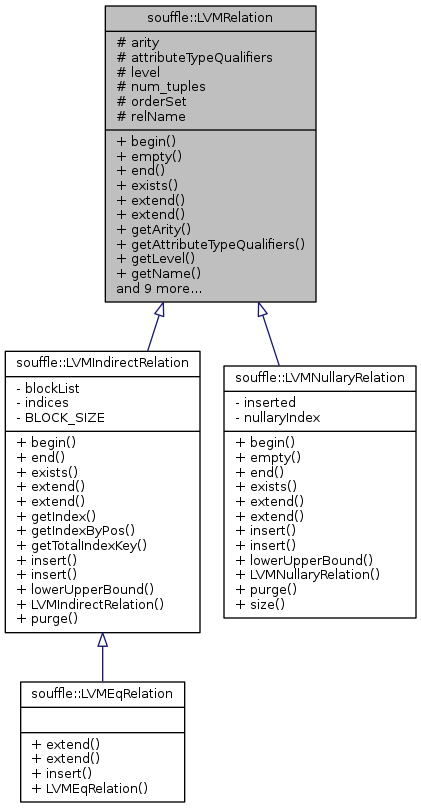 souffle::LVMRelation
# arity
# attributeTypeQualifiers
# level
# num_tuples
# orderSet
# relName
+ begin()
+ empty()
+ end()
+ exists()
+ extend()
+ extend()
+ getArity()
+ getAttributeTypeQualifiers()
+ getLevel()
+ getName()
and 9 more...
souffle::LVMIndirectRelation
- blockList
- indices
- BLOCK_SIZE
+ begin()
+ end()
+ exists()
+ extend()
+ extend()
+ getIndex()
+ getIndexByPos()
+ getTotalIndexKey()
+ insert()
+ insert()
+ lowerUpperBound()
+ LVMIndirectRelation()
+ purge()
souffle::LVMNullaryRelation
- inserted
- nullaryIndex
+ begin()
+ empty()
+ end()
+ exists()
+ extend()
+ extend()
+ insert()
+ insert()
+ lowerUpperBound()
+ LVMNullaryRelation()
+ purge()
+ size()
souffle::LVMEqRelation
+ extend()
+ extend()
+ insert()
+ LVMEqRelation()